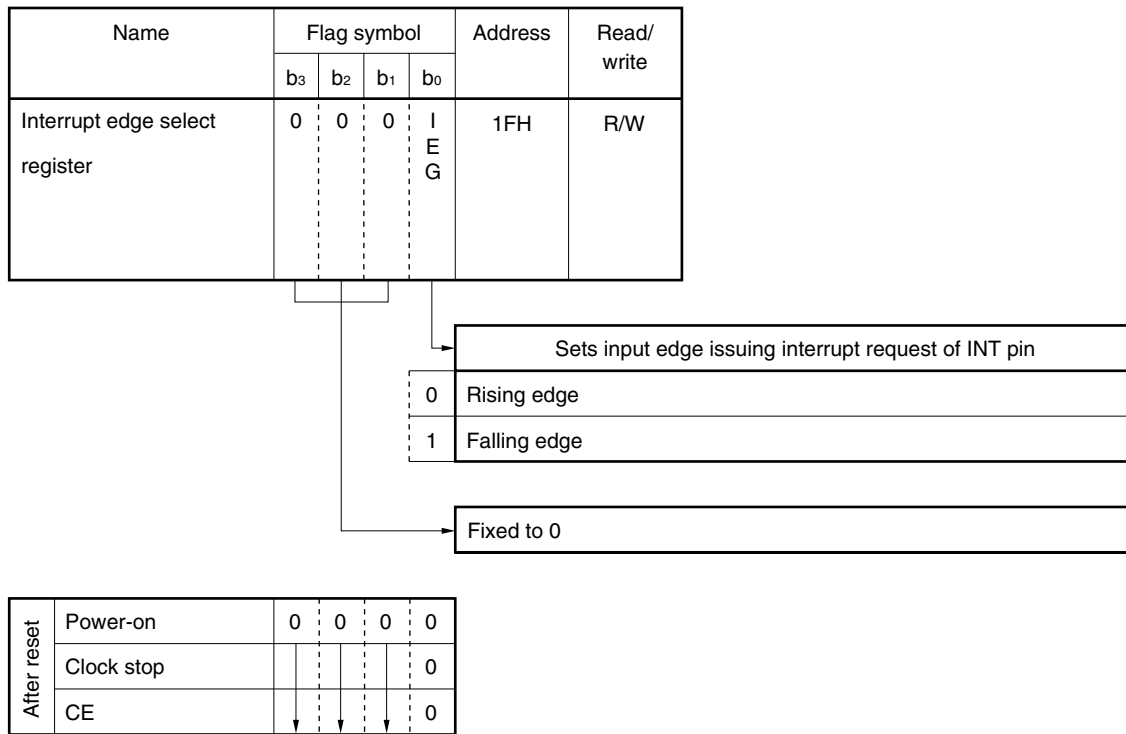 Name Flag symbol Address Read/
write
b3 b2 b1 b0
Interrupt edge select 0 0 0 I 1FH R/W
E
register
G
Sets input edge issuing interrupt request of INT pin
0 Rising edge
1 Falling edge
Fixed to 0
After reset
Power-on 0 0 0 0
Clock stop 0
CE 0